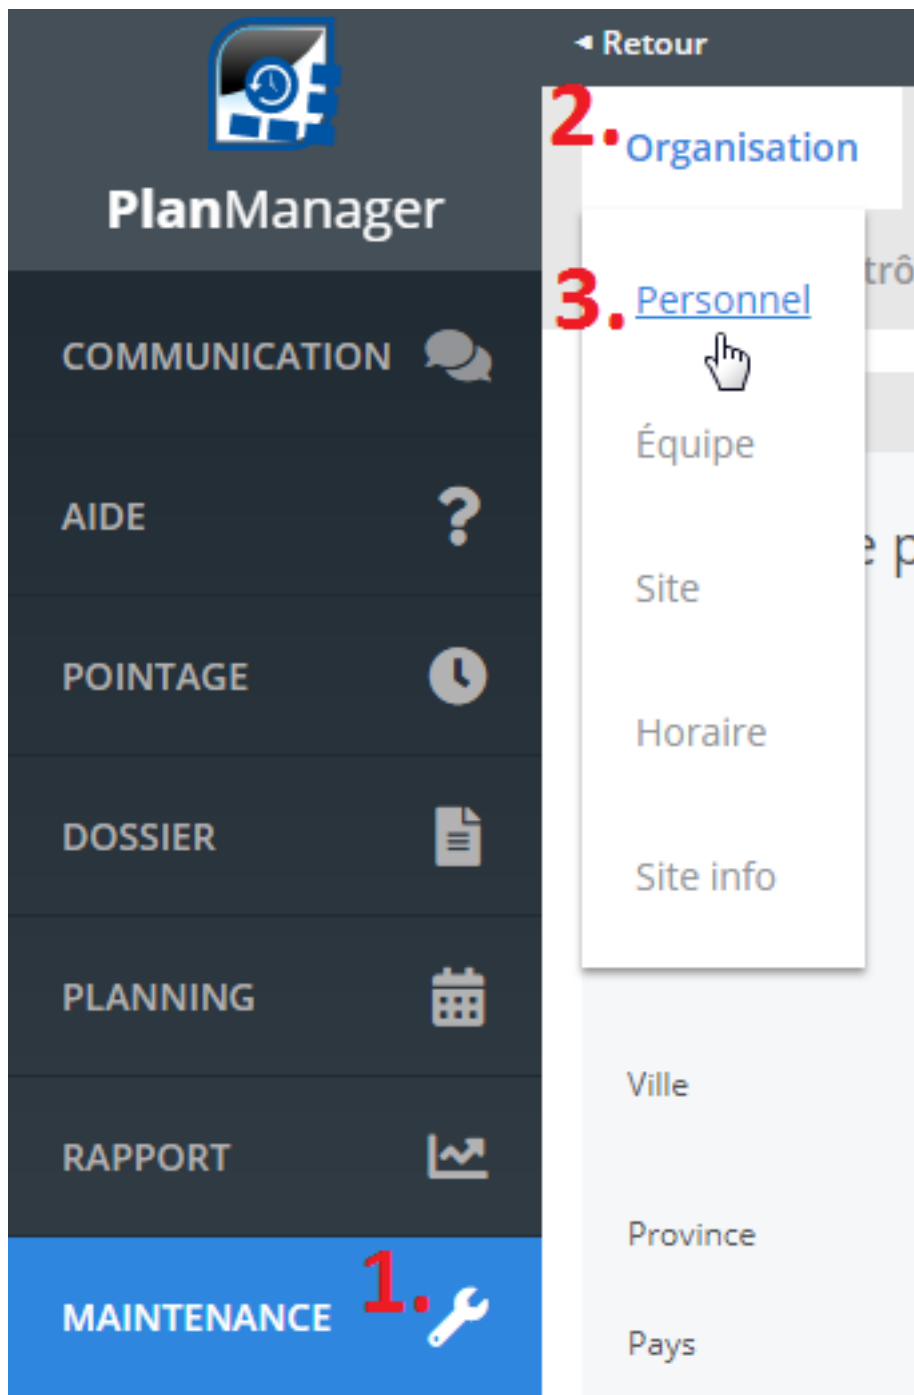 PlanManager
COMMUNICATION
AIDE
POINTAGE
DOSSIER
PLANNING
RAPPORT
MAINTENANCE 1.
Retour
2. Organisation
3. Personnel
Équipe
Site
Horaire
Site info
Ville
Province
Pays